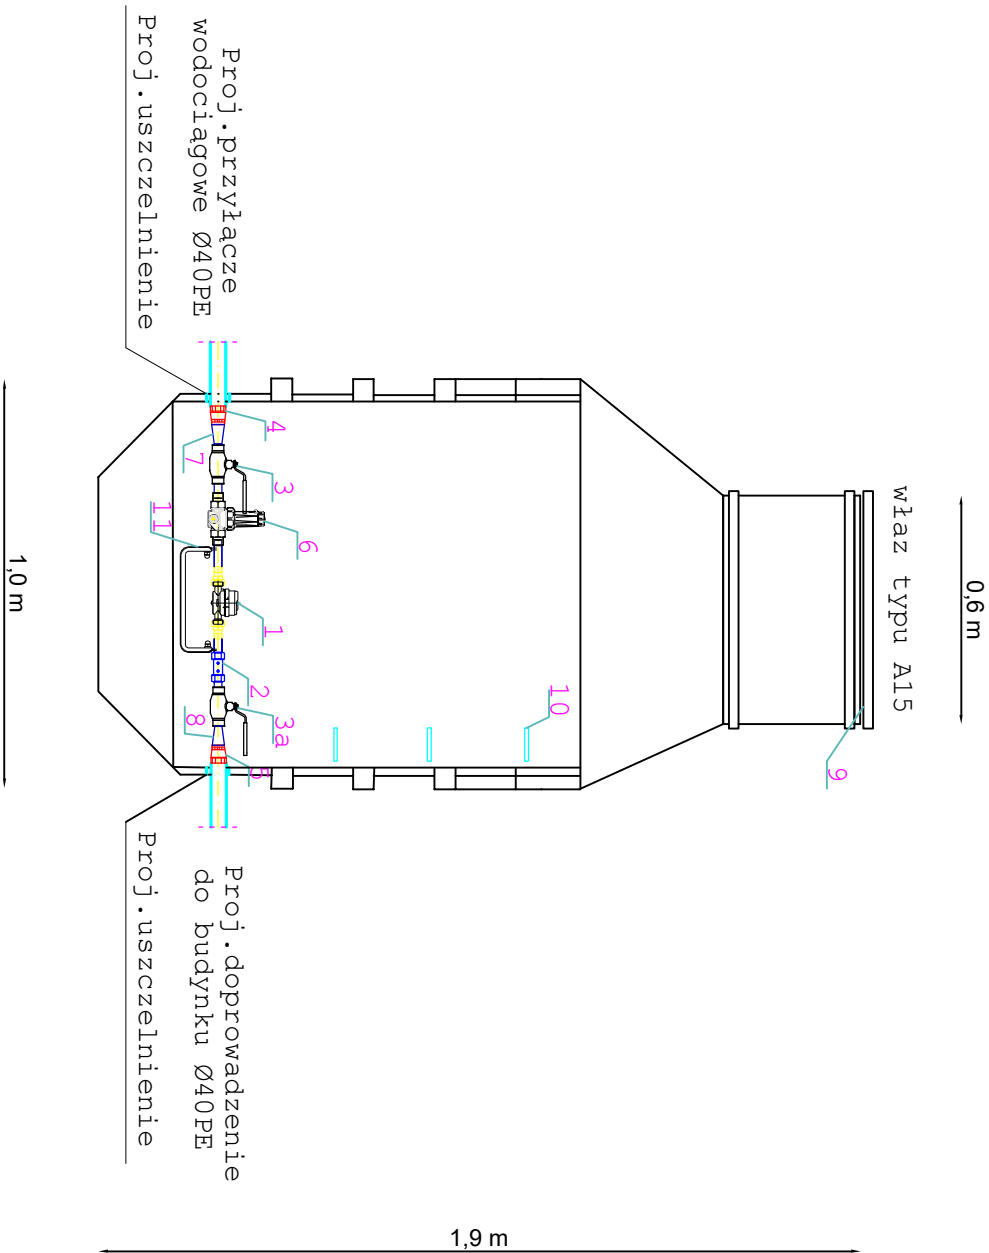 0,6 m
właz typu A15
9
10
6
3
4
1
3a
2
5
7
8
11
Proj.przyłącze
wodociągowe Ø40PE
Proj.uszczelnienie
Proj.doprowadzenie
do budynku Ø40PE
Proj.uszczelnienie
1,0 m
1,9 m